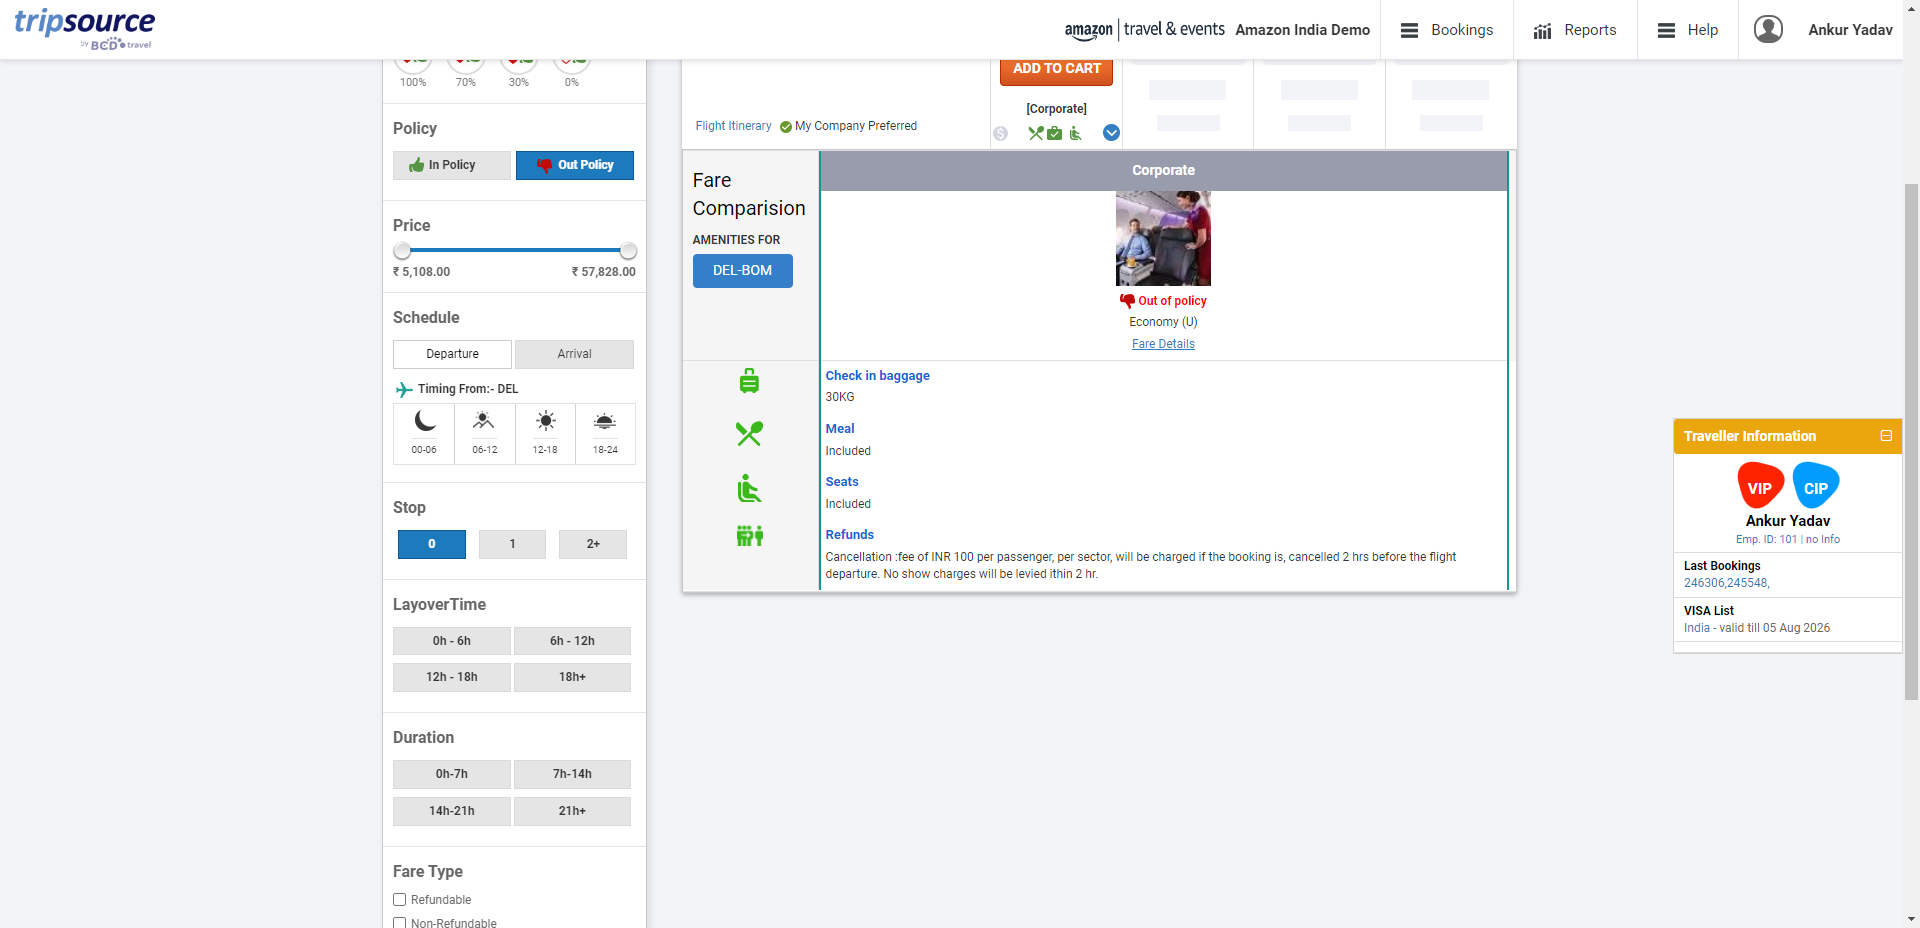 tripsource
by BCD travel
amazon travel & events
Amazon India Demo
Bookings
Reports
Help
Ankur Yadav
100%
70%
30%
0%
Policy
In Policy
Out Policy
Price
₹ 5,108.00
₹ 57,828.00
Schedule
Departure
Arrival
Timing From:- DEL
00-06
06-12
12-18
18-24
Stop
0
1
2+
LayoverTime
0h - 6h
6h - 12h
12h - 18h
18h+
Duration
0h-7h
7h-14h
14h-21h
21h+
Fare Type
Refundable
Non-Refundable
ADD TO CART
[Corporate]
Flight Itinerary
My Company Preferred
Fare
Comparision
AMENITIES FOR
DEL-BOM
Corporate
Out of policy
Economy (U)
Fare Details
Check in baggage
30KG
Meal
Included
Seats
Included
Refunds
Cancellation :fee of INR 100 per passenger, per sector, will be charged if the booking is, cancelled 2 hrs before the flight
departure. No show charges will be levied ithin 2 hr.
Traveller Information
VIP
CIP
Ankur Yadav
Emp. ID: 101 | no Info
Last Bookings
246306,245548,
VISA List
India - valid till 05 Aug 2026